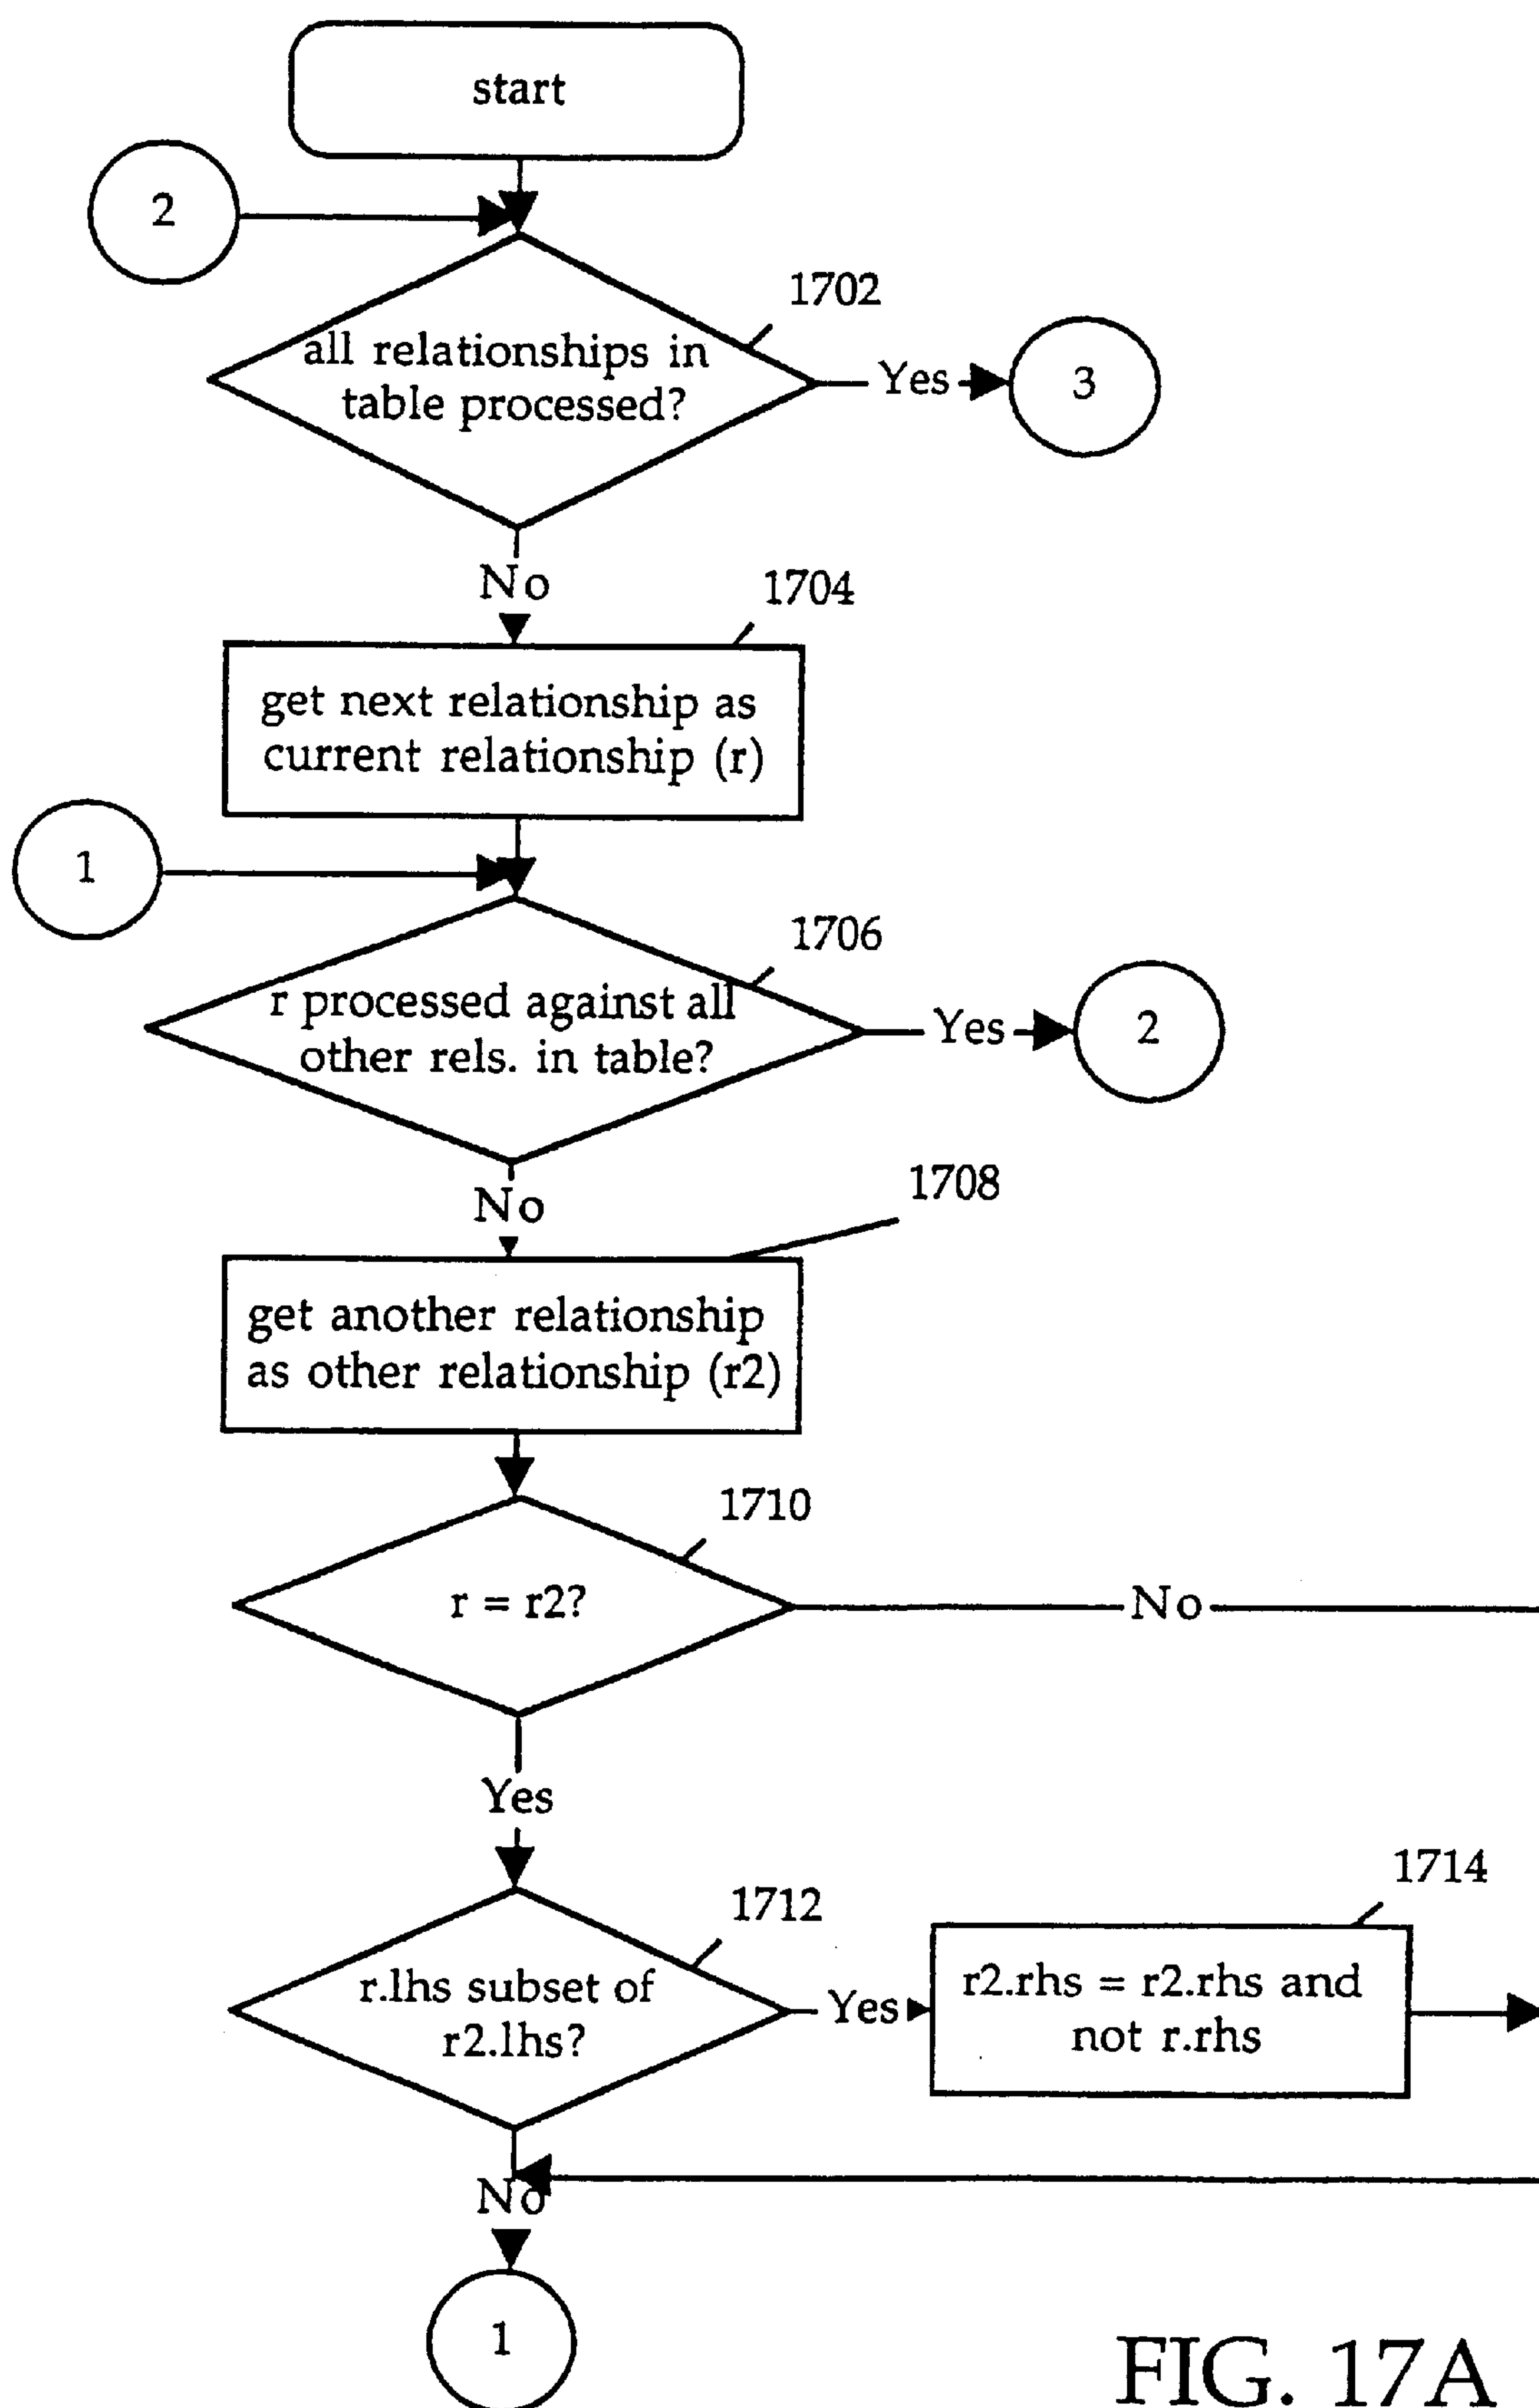 start
2
1702
all relationships in
table processed?
Yes
3
No
1704
get next relationship as
current relationship (r)
1
1706
r processed against all
other rels. in table?
Yes
2
No
1708
get another relationship
as other relationship (r2)
1710
r = r2?
No
Yes
1712
r.lhs subset of
r2.lhs?
Yes
1714
r2.rhs = r2.rhs and
not r.rhs
No
1
FIG. 17A